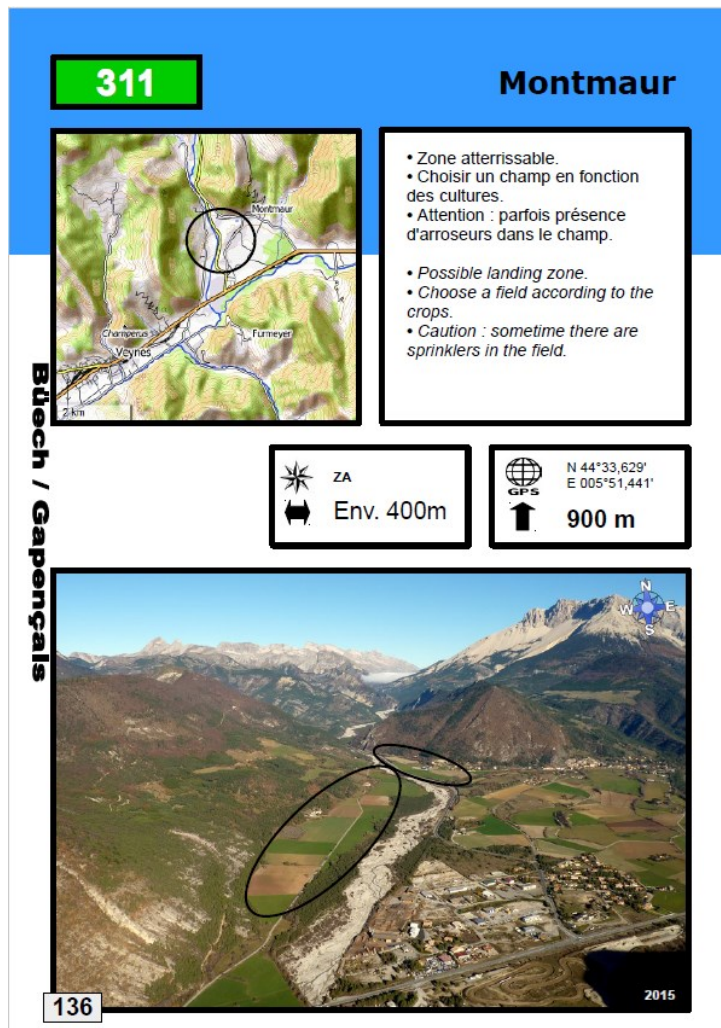 311
Montmaur
Montmaur
Champerus
Furmeyer
Veynes
2 km
• Zone atterrissable.
• Choisir un champ en fonction
des cultures.
• Attention : parfois présence
d'arroseurs dans le champ.
• Possible landing zone.
• Choose a field according to the
crops.
• Caution : sometime there are
sprinklers in the field.
Büech / Gapençais
ZA
Env. 400m
GPS
N 44°33,629'
E 005°51,441'
900 m
N
W E
S
2015
136